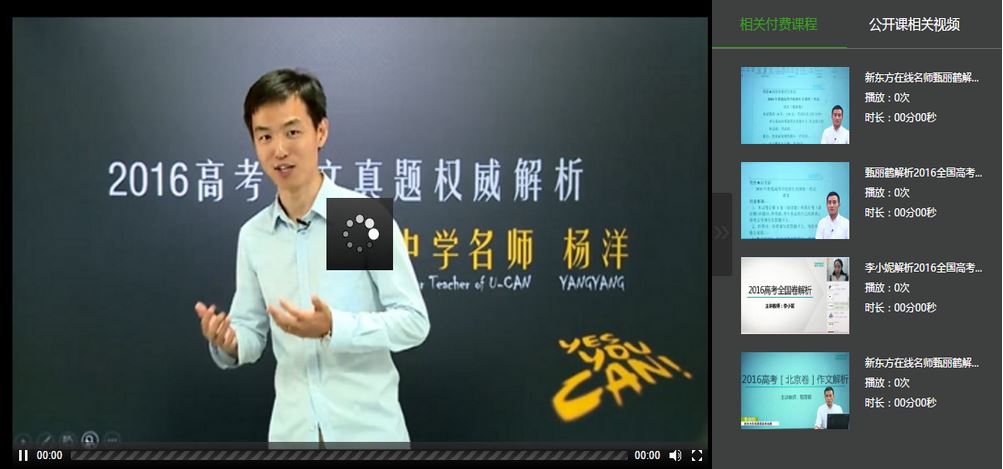 2016高考 文真题权威解析
中学名师 杨洋
Teacher of U-CAN YANGYANG
YES
YOU
CAN!
00:00
00:00
相关付费课程
公开课相关视频
新东方在线名师甄丽鹤解...
播放：0次
时长：00分00秒
甄丽鹤解析2016全国高考...
播放：0次
时长：00分00秒
2016高考全国卷解析
李小妮解析2016全国高考...
播放：0次
时长：00分00秒
2016高考［北京卷］作文解析
新东方在线名师甄丽鹤解...
播放：0次
时长：00分00秒